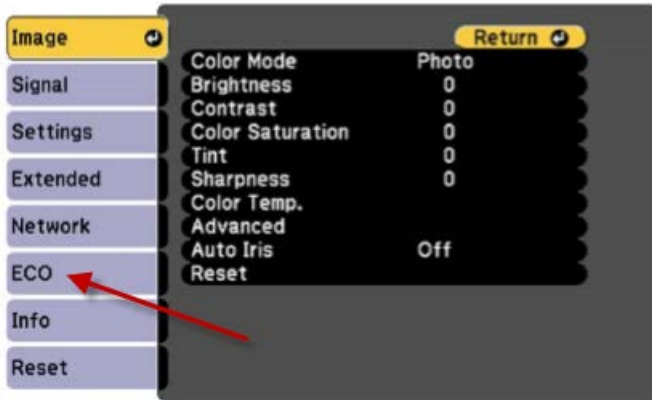 Image
Signal
Settings
Extended
Network
ECO
Info
Reset
Return
Color Mode Photo
Brightness 0
Contrast 0
Color Saturation 0
Tint 0
Sharpness 0
Color Temp.
Advanced
Auto Iris Off
Reset